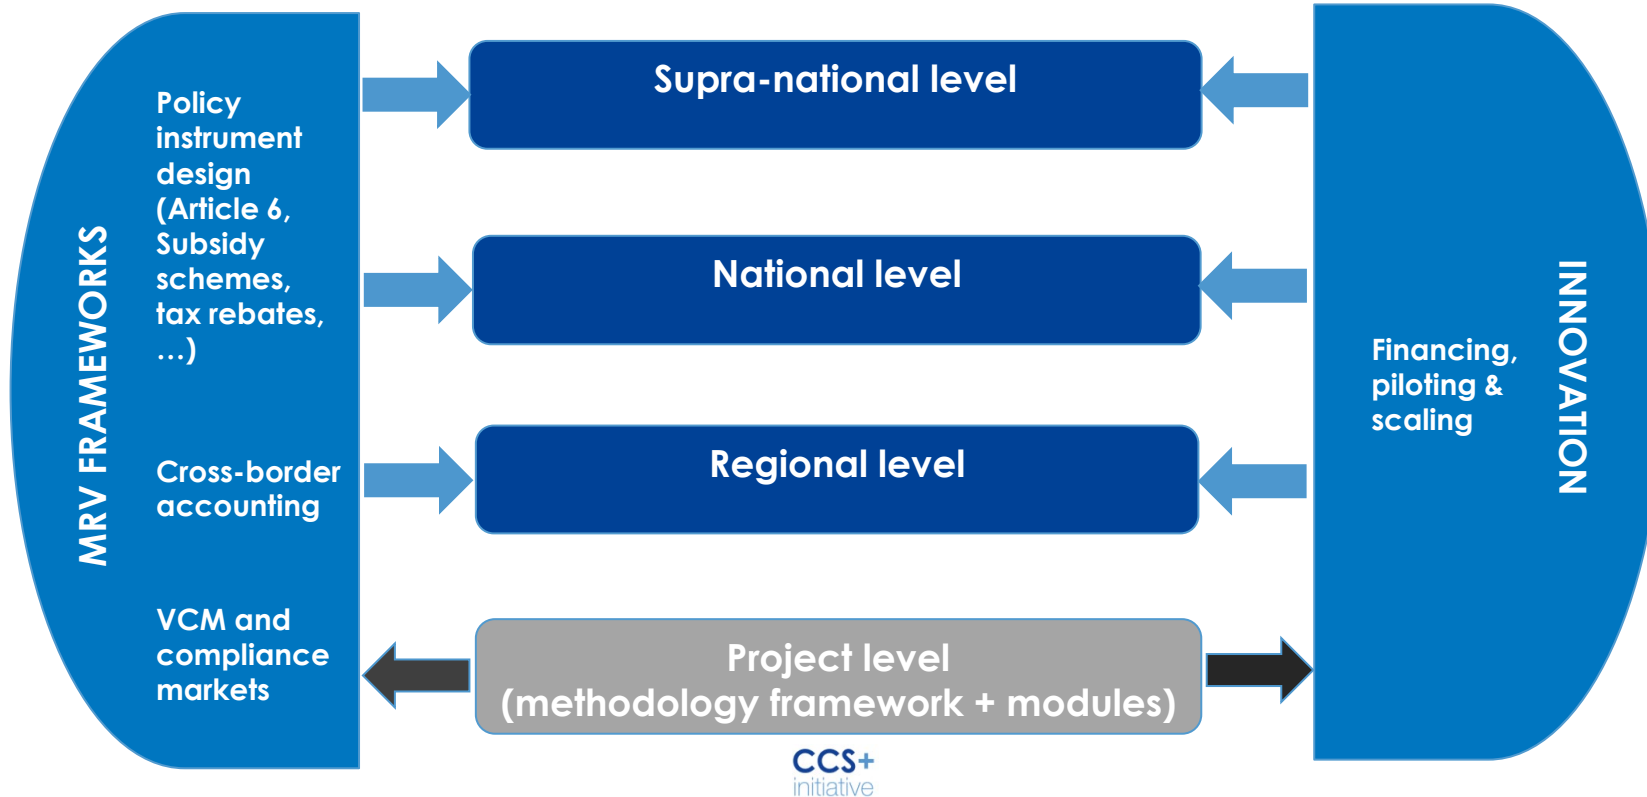 MRV FRAMEWORKS
Policy
instrument
design
(Article 6,
Subsidy
schemes,
tax rebates,
...)
Cross-border
accounting
VCM and
compliance
markets
Supra-national level
National level
Regional level
Project level
(methodology framework + modules)
CCS+
initiative
Financing,
piloting &
scaling
INNOVATION